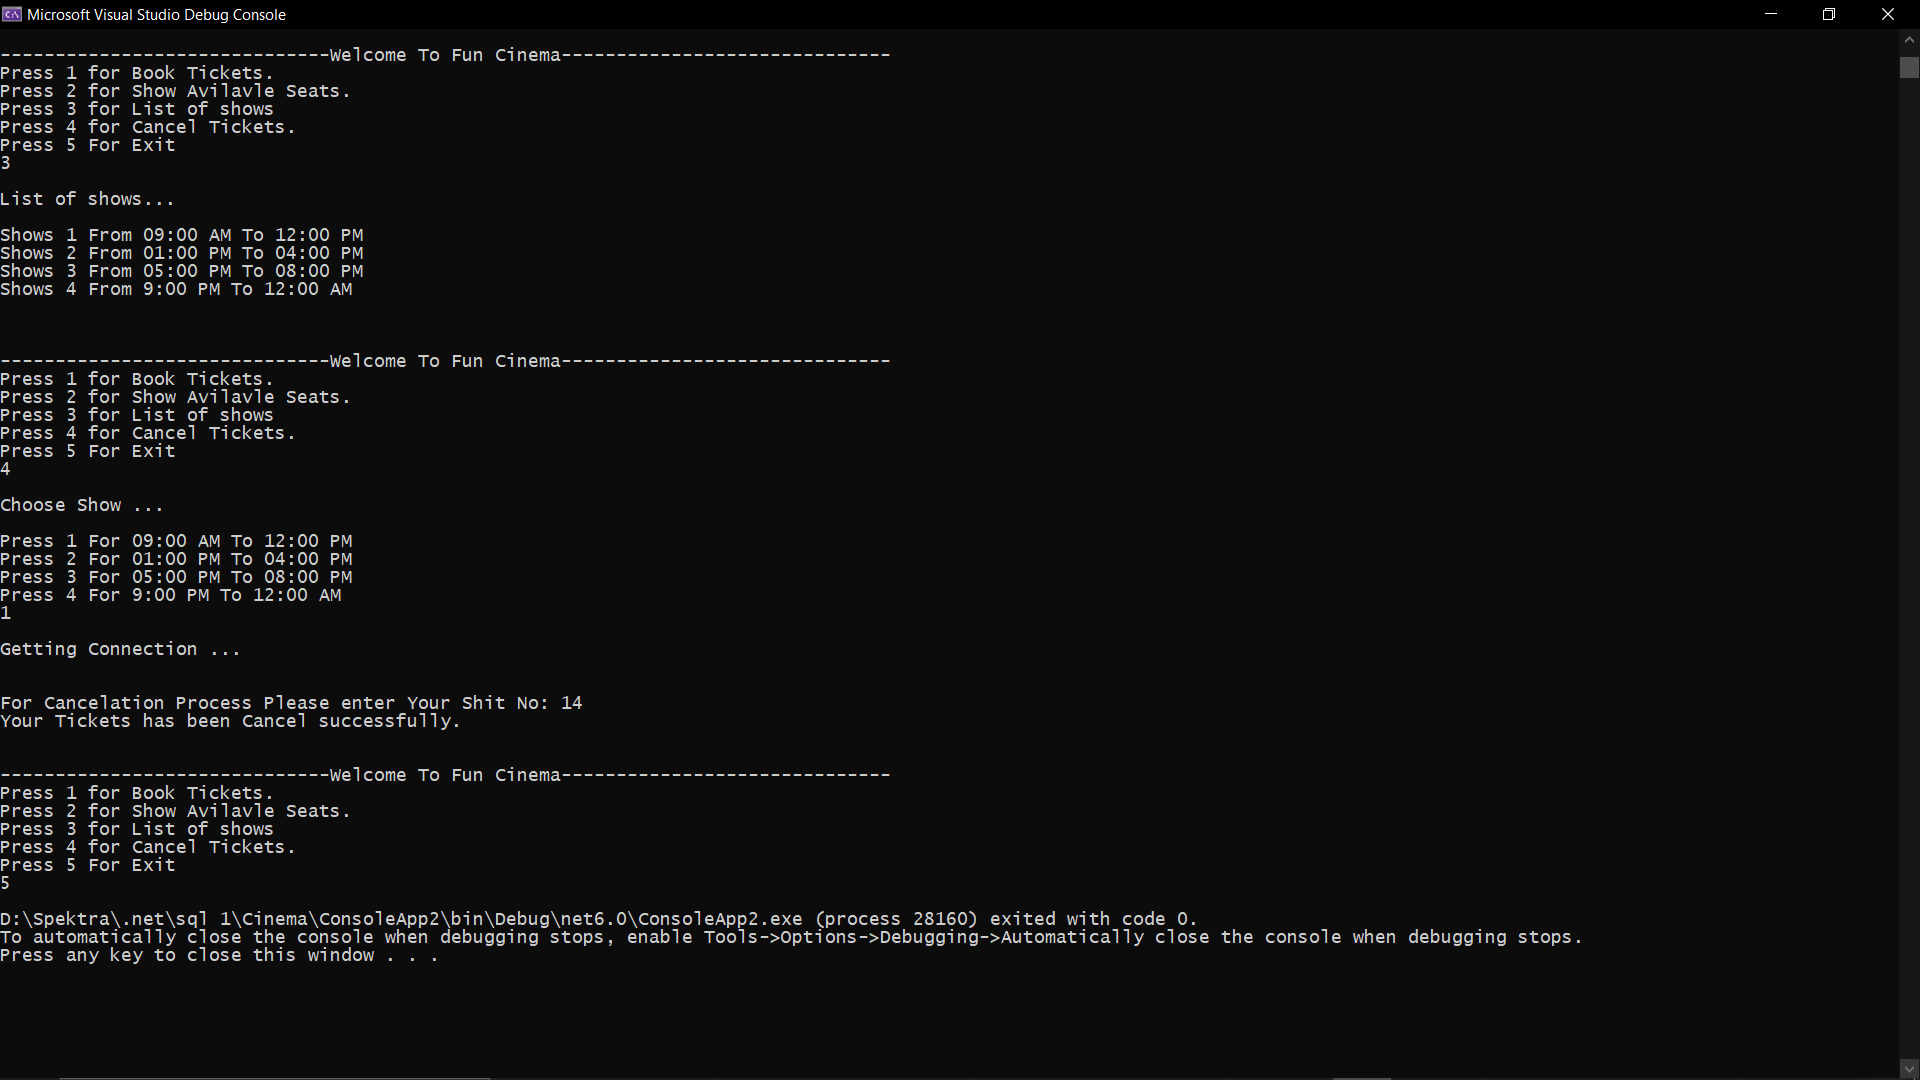 Microsoft Visual Studio Debug Console
------------------------------Welcome To Fun Cinema------------------------------
Press 1 for Book Tickets.
Press 2 for Show Avilavle Seats.
Press 3 for List of shows
Press 4 for Cancel Tickets.
Press 5 For Exit
3
List of shows...
Shows 1 From 09:00 AM To 12:00 PM
Shows 2 From 01:00 PM To 04:00 PM
Shows 3 From 05:00 PM To 08:00 PM
Shows 4 From 9:00 PM To 12:00 AM
------------------------------Welcome To Fun Cinema------------------------------
Press 1 for Book Tickets.
Press 2 for Show Avilavle Seats.
Press 3 for List of shows
Press 4 for Cancel Tickets.
Press 5 For Exit
4
Choose Show ...
Press 1 For 09:00 AM To 12:00 PM
Press 2 For 01:00 PM To 04:00 PM
Press 3 For 05:00 PM To 08:00 PM
Press 4 For 9:00 PM To 12:00 AM
1
Getting Connection ...
For Cancelation Process Please enter Your Shit No: 14
Your Tickets has been Cancel successfully.
------------------------------Welcome To Fun Cinema------------------------------
Press 1 for Book Tickets.
Press 2 for Show Avilavle Seats.
Press 3 for List of shows
Press 4 for Cancel Tickets.
Press 5 For Exit
5
D:\Spektra\.net\sql 1\Cinema\ConsoleApp2\bin\Debug\net6.0\ConsoleApp2.exe (process 28160) exited with code 0.
To automatically close the console when debugging stops, enable Tools->Options->Debugging->Automatically close the console when debugging stops.
Press any key to close this window . . .